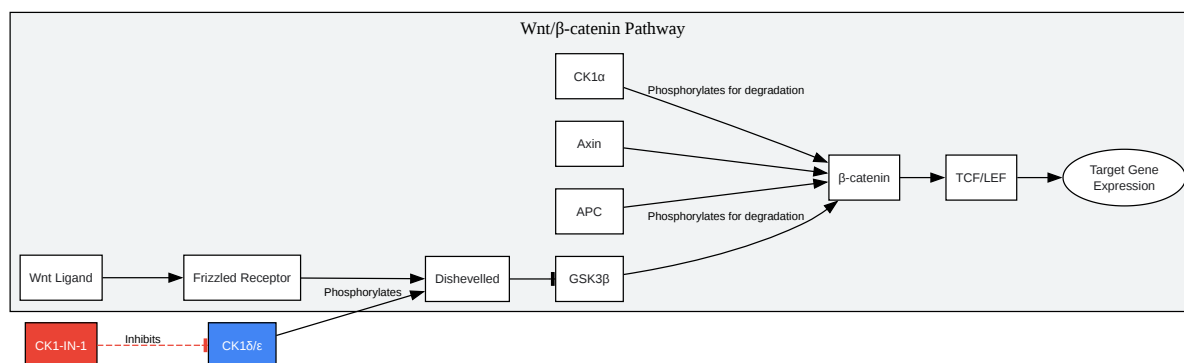 Wnt/β-catenin Pathway
CK1α
Phosphorylates for degradation
Axin
β-catenin
TCF/LEF
Target Gene
Expression
APC
Phosphorylates for degradation
Wnt Ligand
Frizzled Receptor
Dishevelled
GSK3β
Phosphorylates
CK1-IN-1
Inhibits
CK1δ/ε